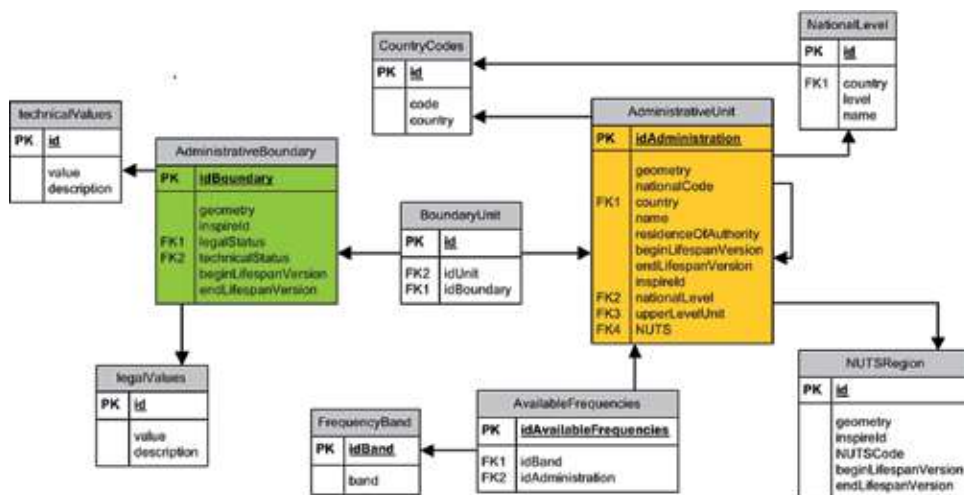 NationalLevel
PK id
FK1 country
level
name
CountryCodes
PK id
code
country
technicalValues
PK id
value
description
AdministrativeBoundary
PK idBoundary
geometry
inspireId
FK1 legalStatus
FK2 technicalStatus
beginLifespanVersion
endLifespanVersion
BoundaryUnit
PK id
FK2 idUnit
FK1 idBoundary
AdministrativeUnit
PK idAdministration
geometry
nationalCode
FK1 country
name
residenceOfAuthority
beginLifespanVersion
endLifespanVersion
inspireId
FK2 nationalLevel
FK3 upperLevelUnit
FK4 NUTS
legalValues
PK id
value
description
FrequencyBand
PK idBand
band
AvailableFrequencies
PK idAvailableFrequencies
FK1 idBand
FK2 idAdministration
NUTSRegion
PK id
geometry
inspireId
NUTSCode
beginLifespanVersion
endLifespanVersion